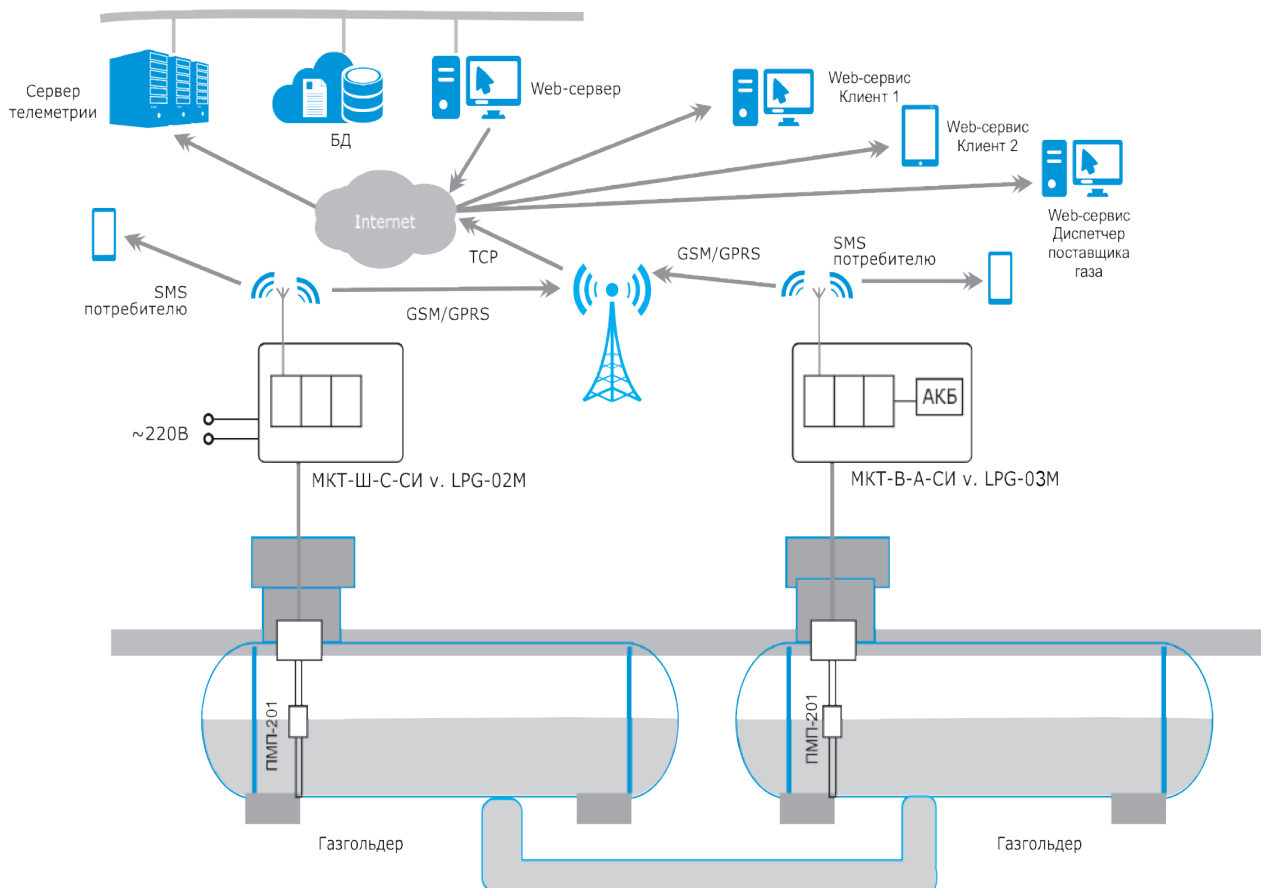 Сервер
телеметрии
БД
Web-сервер
Web-сервис
Клиент 1
Web-сервис
Клиент 2
Web-сервис
Диспетчер
поставщика
газа
Internet
TCP
SMS
потребителю
GSM/GPRS
GSM/GPRS
SMS
потребителю
~220В
МКТ-Ш-С-СИ v. LPG-02М
АКБ
МКТ-В-А-СИ v. LPG-03М
ПМП-201
ПМП-201
Газгольдер
Газгольдер